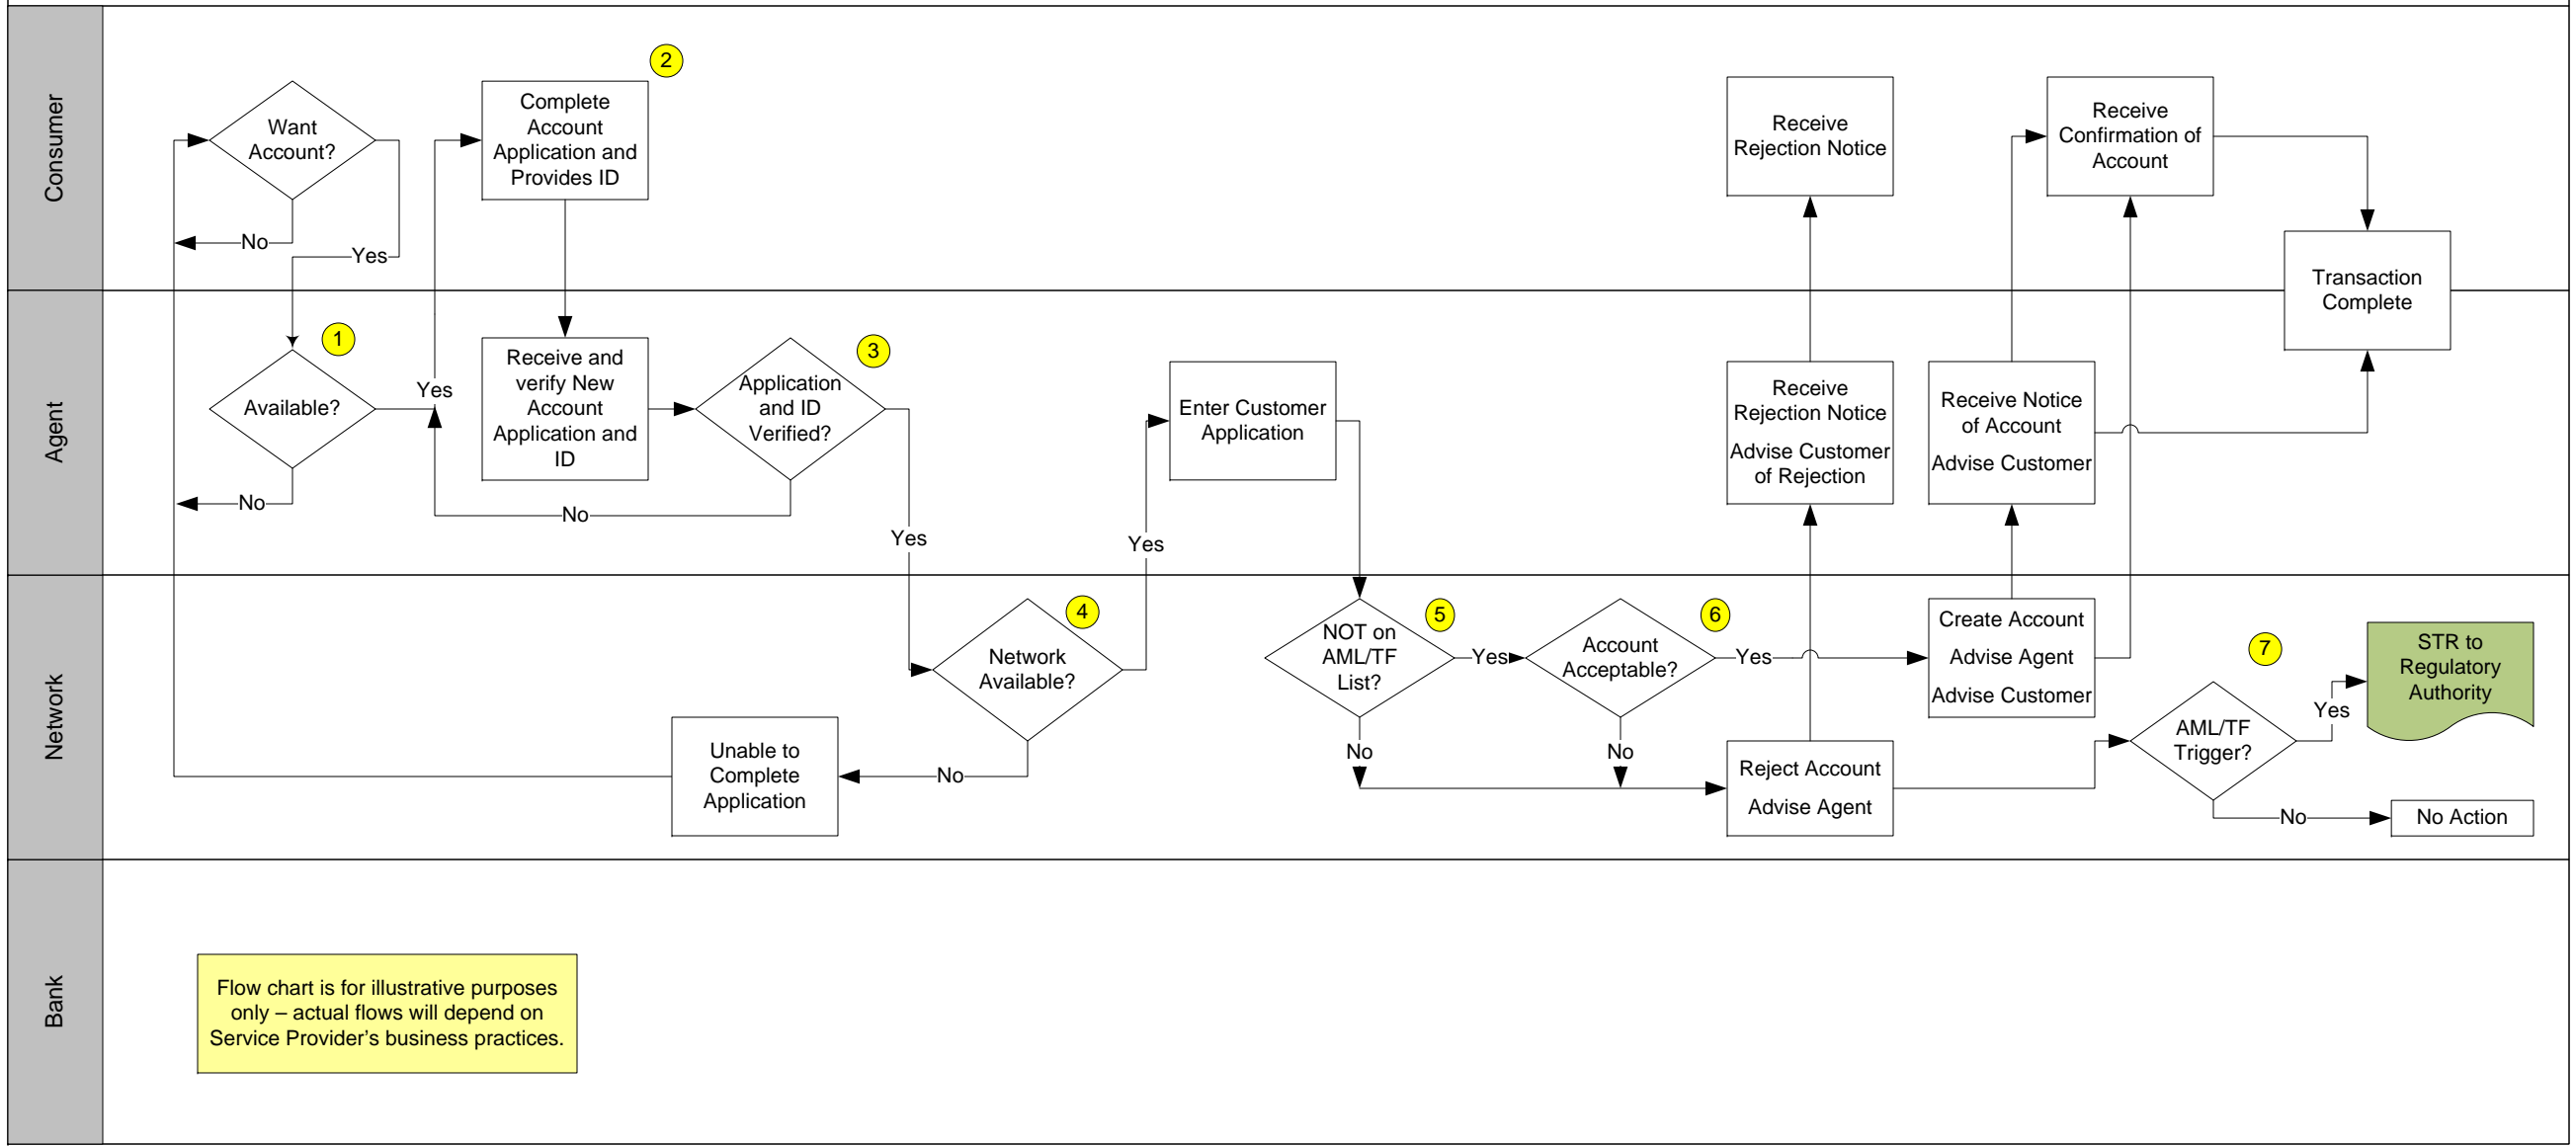 Consumer
Want
Account?
No
Yes
2
Complete
Account
Application and
Provides ID
Receive
Rejection Notice
Receive
Confirmation of
Account
Transaction
Complete
Agent
1
Available?
No
Yes
Receive and
verify New
Account
Application and
ID
3
Application
and ID
Verified?
No
Yes
Yes
Enter Customer
Application
Receive
Rejection Notice
Advise Customer
of Rejection
Receive Notice
of Account
Advise Customer
Network
4
Network
Available?
No
Unable to
Complete
Application
5
NOT on
AML/TF
List?
Yes
No
6
Account
Acceptable?
Yes
No
Create Account
Advise Agent
Advise Customer
Reject Account
Advise Agent
7
AML/TF
Trigger?
Yes
No
STR to
Regulatory
Authority
No Action
Bank
Flow chart is for illustrative purposes
only – actual flows will depend on
Service Provider's business practices.